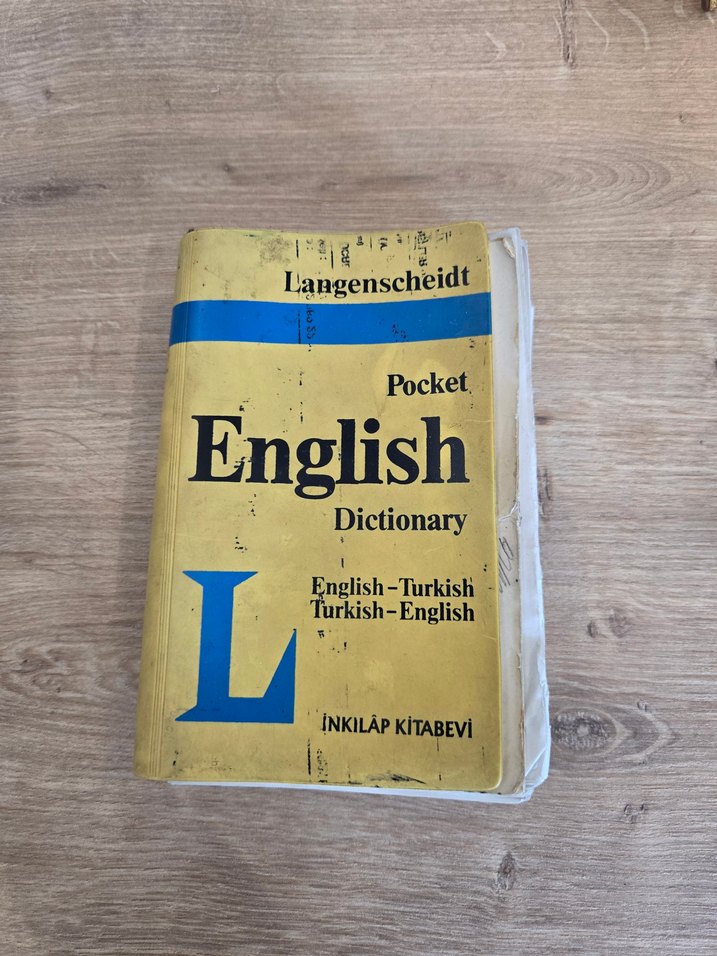 Langenscheidt
Pocket
English
Dictionary
English–Turkish
Turkish–English
L
İNKILÂP KİTABEVİ